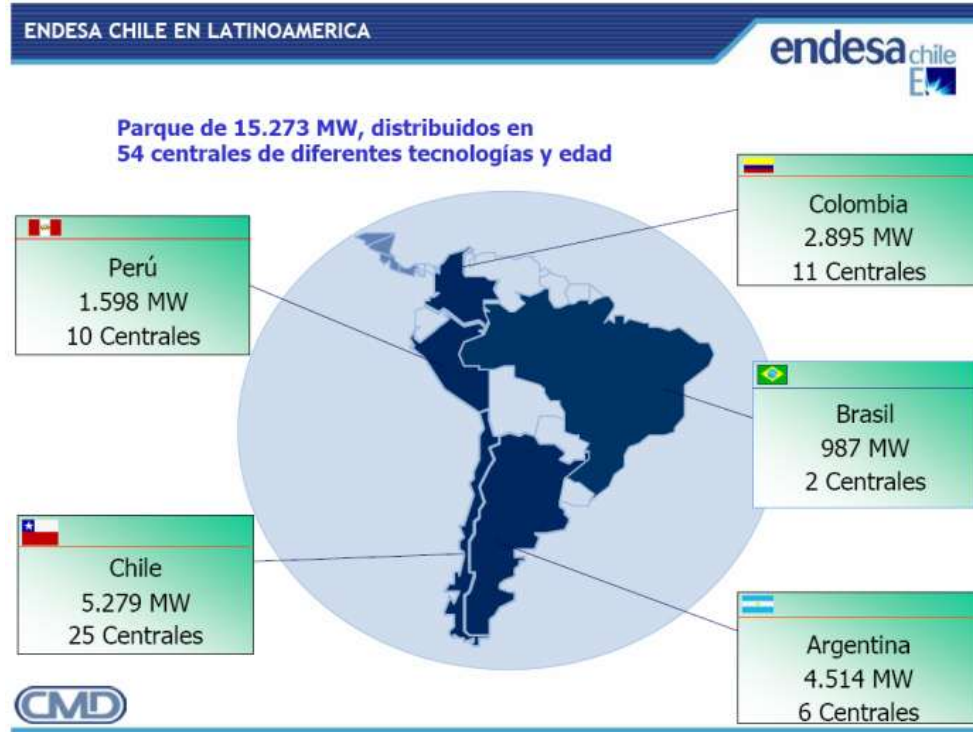 ENDESA CHILE EN LATINOAMERICA
endesa chile
Parque de 15.273 MW, distribuidos en
54 centrales de diferentes tecnologías y edad
Colombia
2.895 MW
11 Centrales
Perú
1.598 MW
10 Centrales
Brasil
987 MW
2 Centrales
Chile
5.279 MW
25 Centrales
Argentina
4.514 MW
6 Centrales
CMD